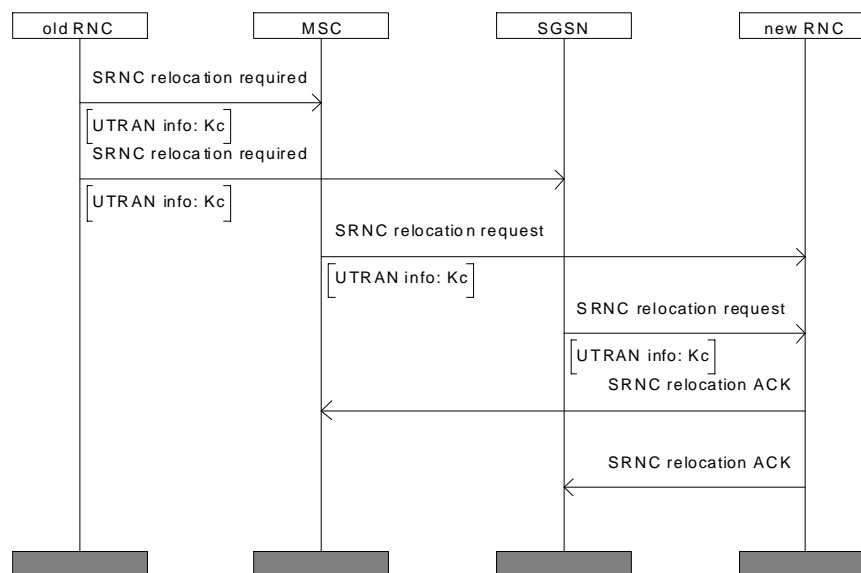 old RNC
MSC
SGSN
new RNC
SRNC relocation required
UTRAN info: Kc
SRNC relocation required
UTRAN info: Kc
SRNC relocation request
UTRAN info: Kc
SRNC relocation request
UTRAN info: Kc
SRNC relocation ACK
SRNC relocation ACK